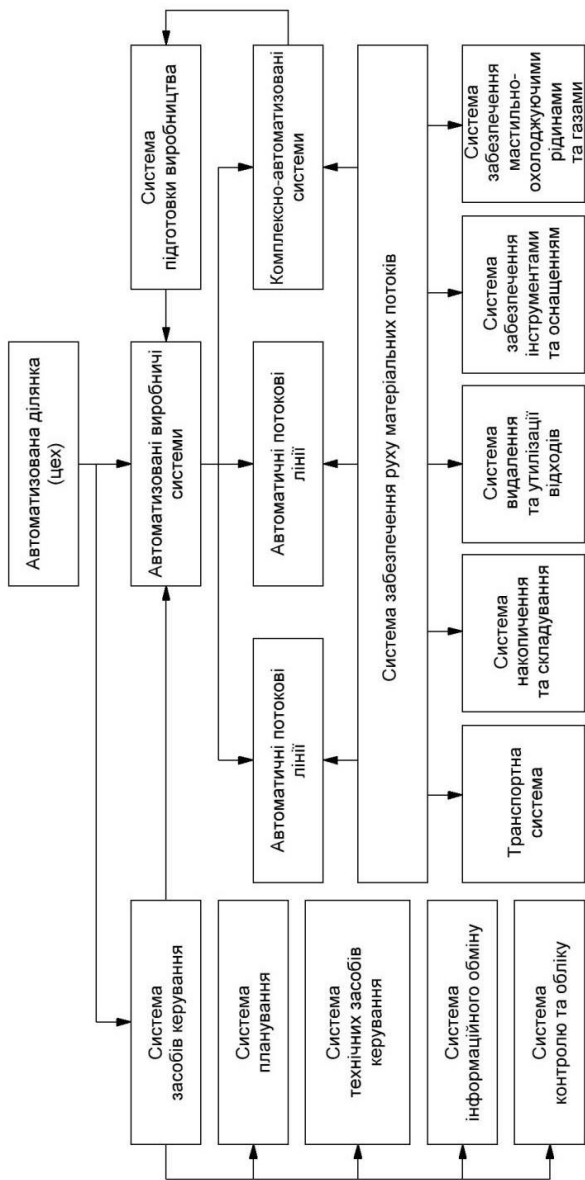 Автоматизована ділянка
(цех)
Система
засобів керування
Автоматизовані виробничі
системи
Система
підготовки виробництва
Система
планування
Автоматичні потокові
лінії
Автоматичні потокові
лінії
Комплексно-автоматизовані
системи
Система
технічних засобів
керування
Система забезпечення руху матеріальних потоків
Система
інформаційного обміну
Система
контролю та обліку
Транспортна
система
Система
накопичення
та складування
Система
видалення
та утилізації
відходів
Система
забезпечення
інструментами
та оснащенням
Система
забезпечення
мастильно-
охолоджуючими
рідинами
та газами